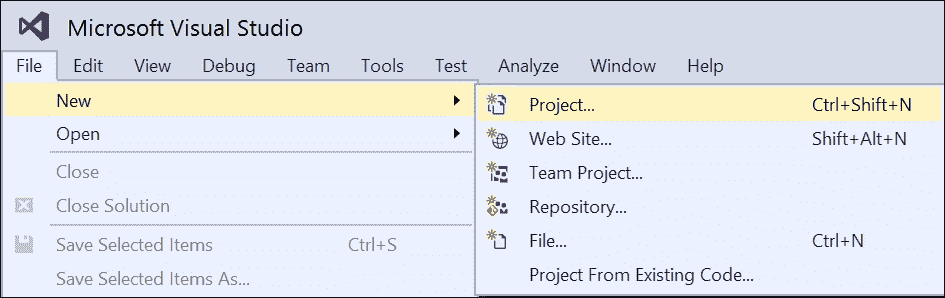 Microsoft Visual Studio
File Edit View Debug Team Tools Test Analyze Window Help
New
Open
Close
Close Solution
Save Selected Items Ctrl+S
Save Selected Items As...
Project... Ctrl+Shift+N
Web Site... Shift+Alt+N
Team Project...
Repository...
File... Ctrl+N
Project From Existing Code...